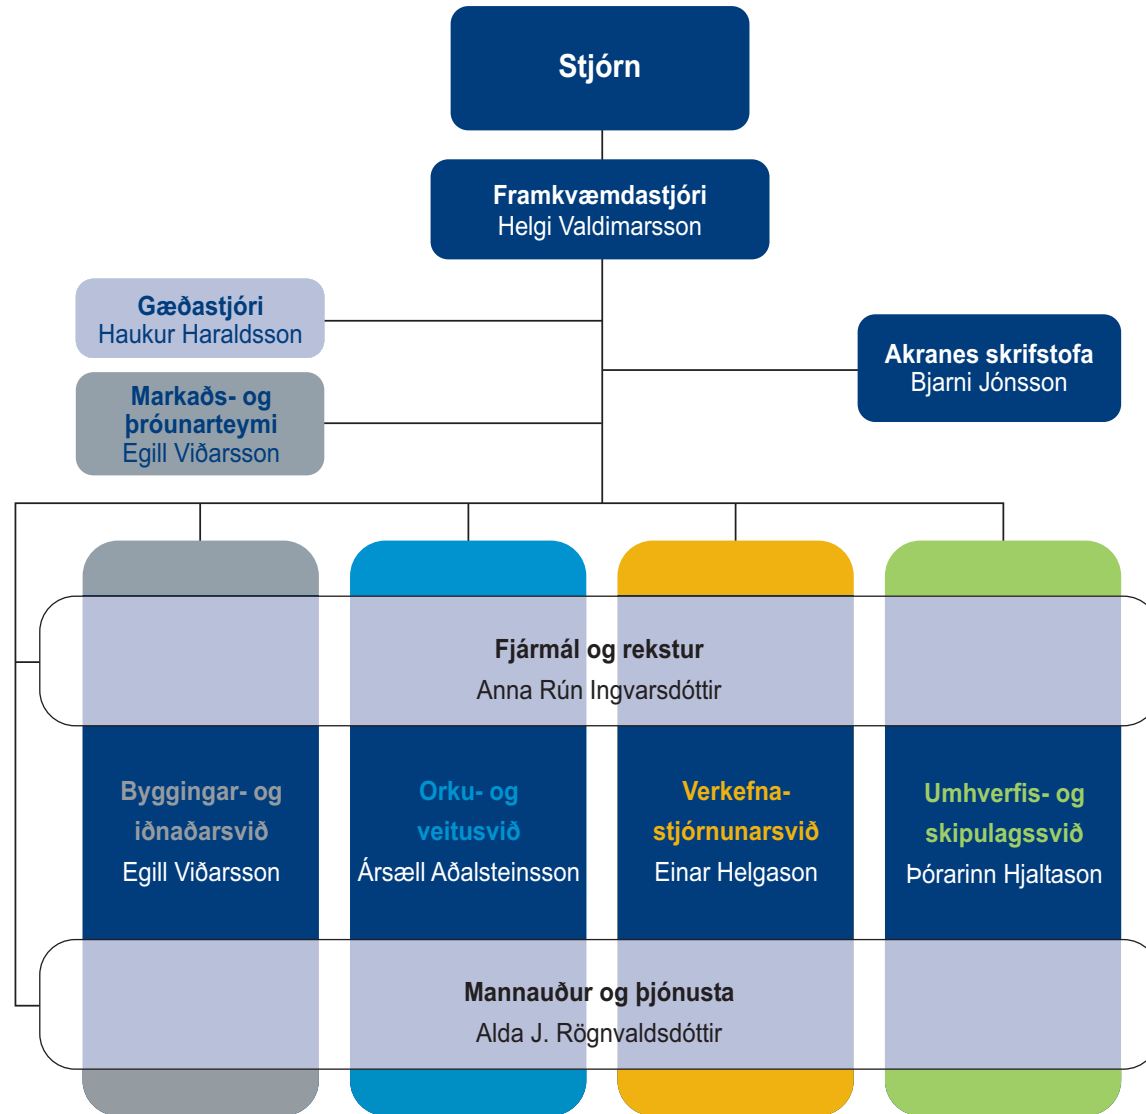 Stjórn
Framkvæmdastjóri
Helgi Valdimarsson
Gæðastjóri
Haukur Haraldsson
Akranes skrifstofa
Bjarni Jónsson
Markaðs- og
þróunarteymi
Egill Viðarsson
Fjármál og rekstur
Anna Rún Ingvarsdóttir
Byggingar- og
iðnaðarsvið
Egill Viðarsson
Orku- og
veitusvið
Ársæll Aðalsteinsson
Verkefna-
stjórnunarsvið
Einar Helgason
Umhverfis- og
skipulagssvið
Þórarinn Hjaltason
Mannauður og þjónusta
Alda J. Rögnvaldsdóttir